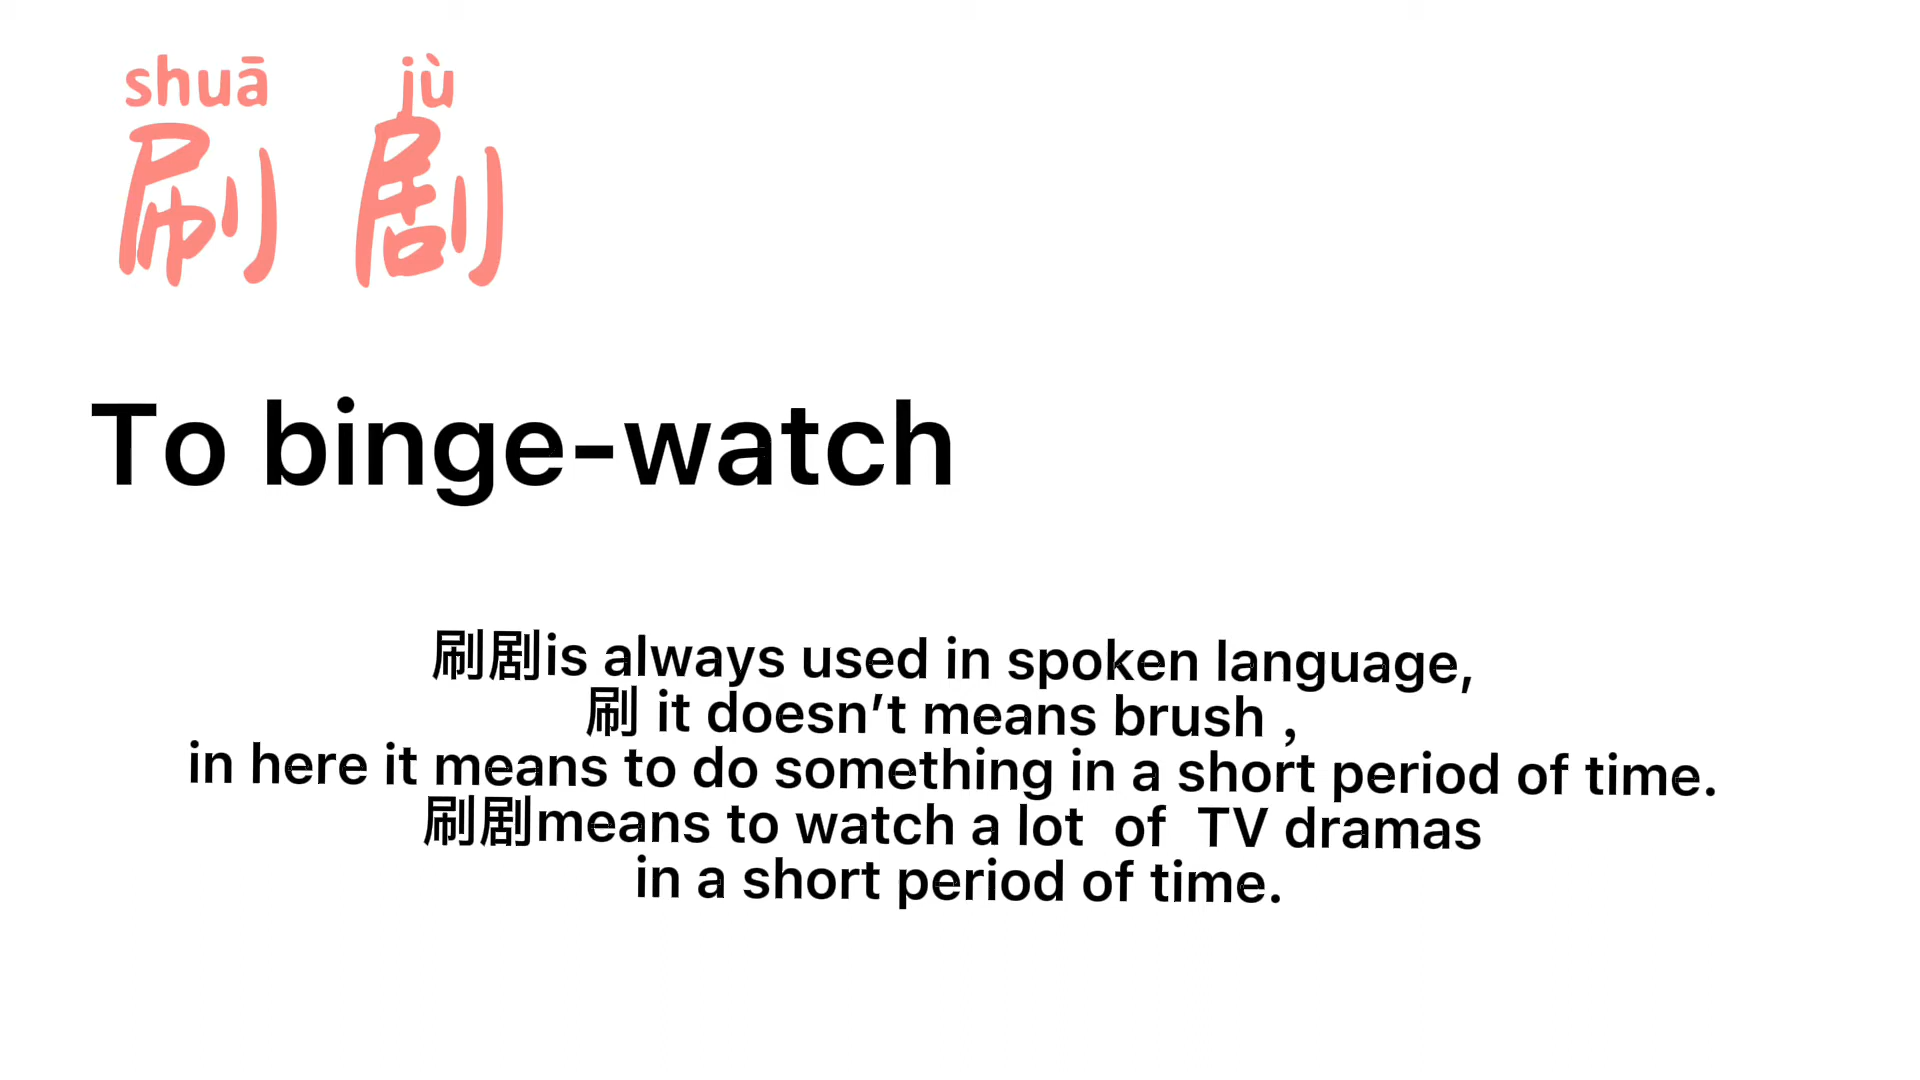 shuā jù
刷 剧
To binge-watch
刷剧is always used in spoken language,
刷 it doesn’t means brush ,
in here it means to do something in a short period of time.
刷剧means to watch a lot  of  TV dramas
in a short period of time.